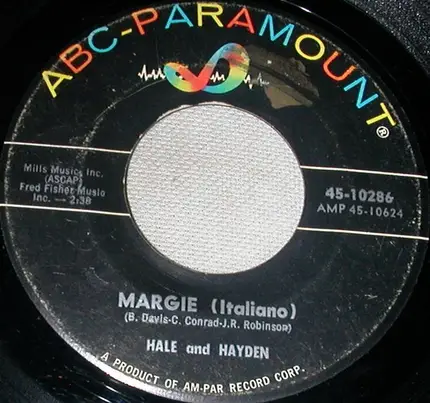 ABC-PARAMOUNT®
Mills Music, Inc.
(ASCAP)
Fred Fisher Music
Inc. — 2:38
45-10286
AMP 45-10624
MARGIE (Italiano)
(B. Davis-C. Conrad-J.R. Robinson)
HALE and HAYDEN
A PRODUCT OF AM-PAR RECORD CORP.